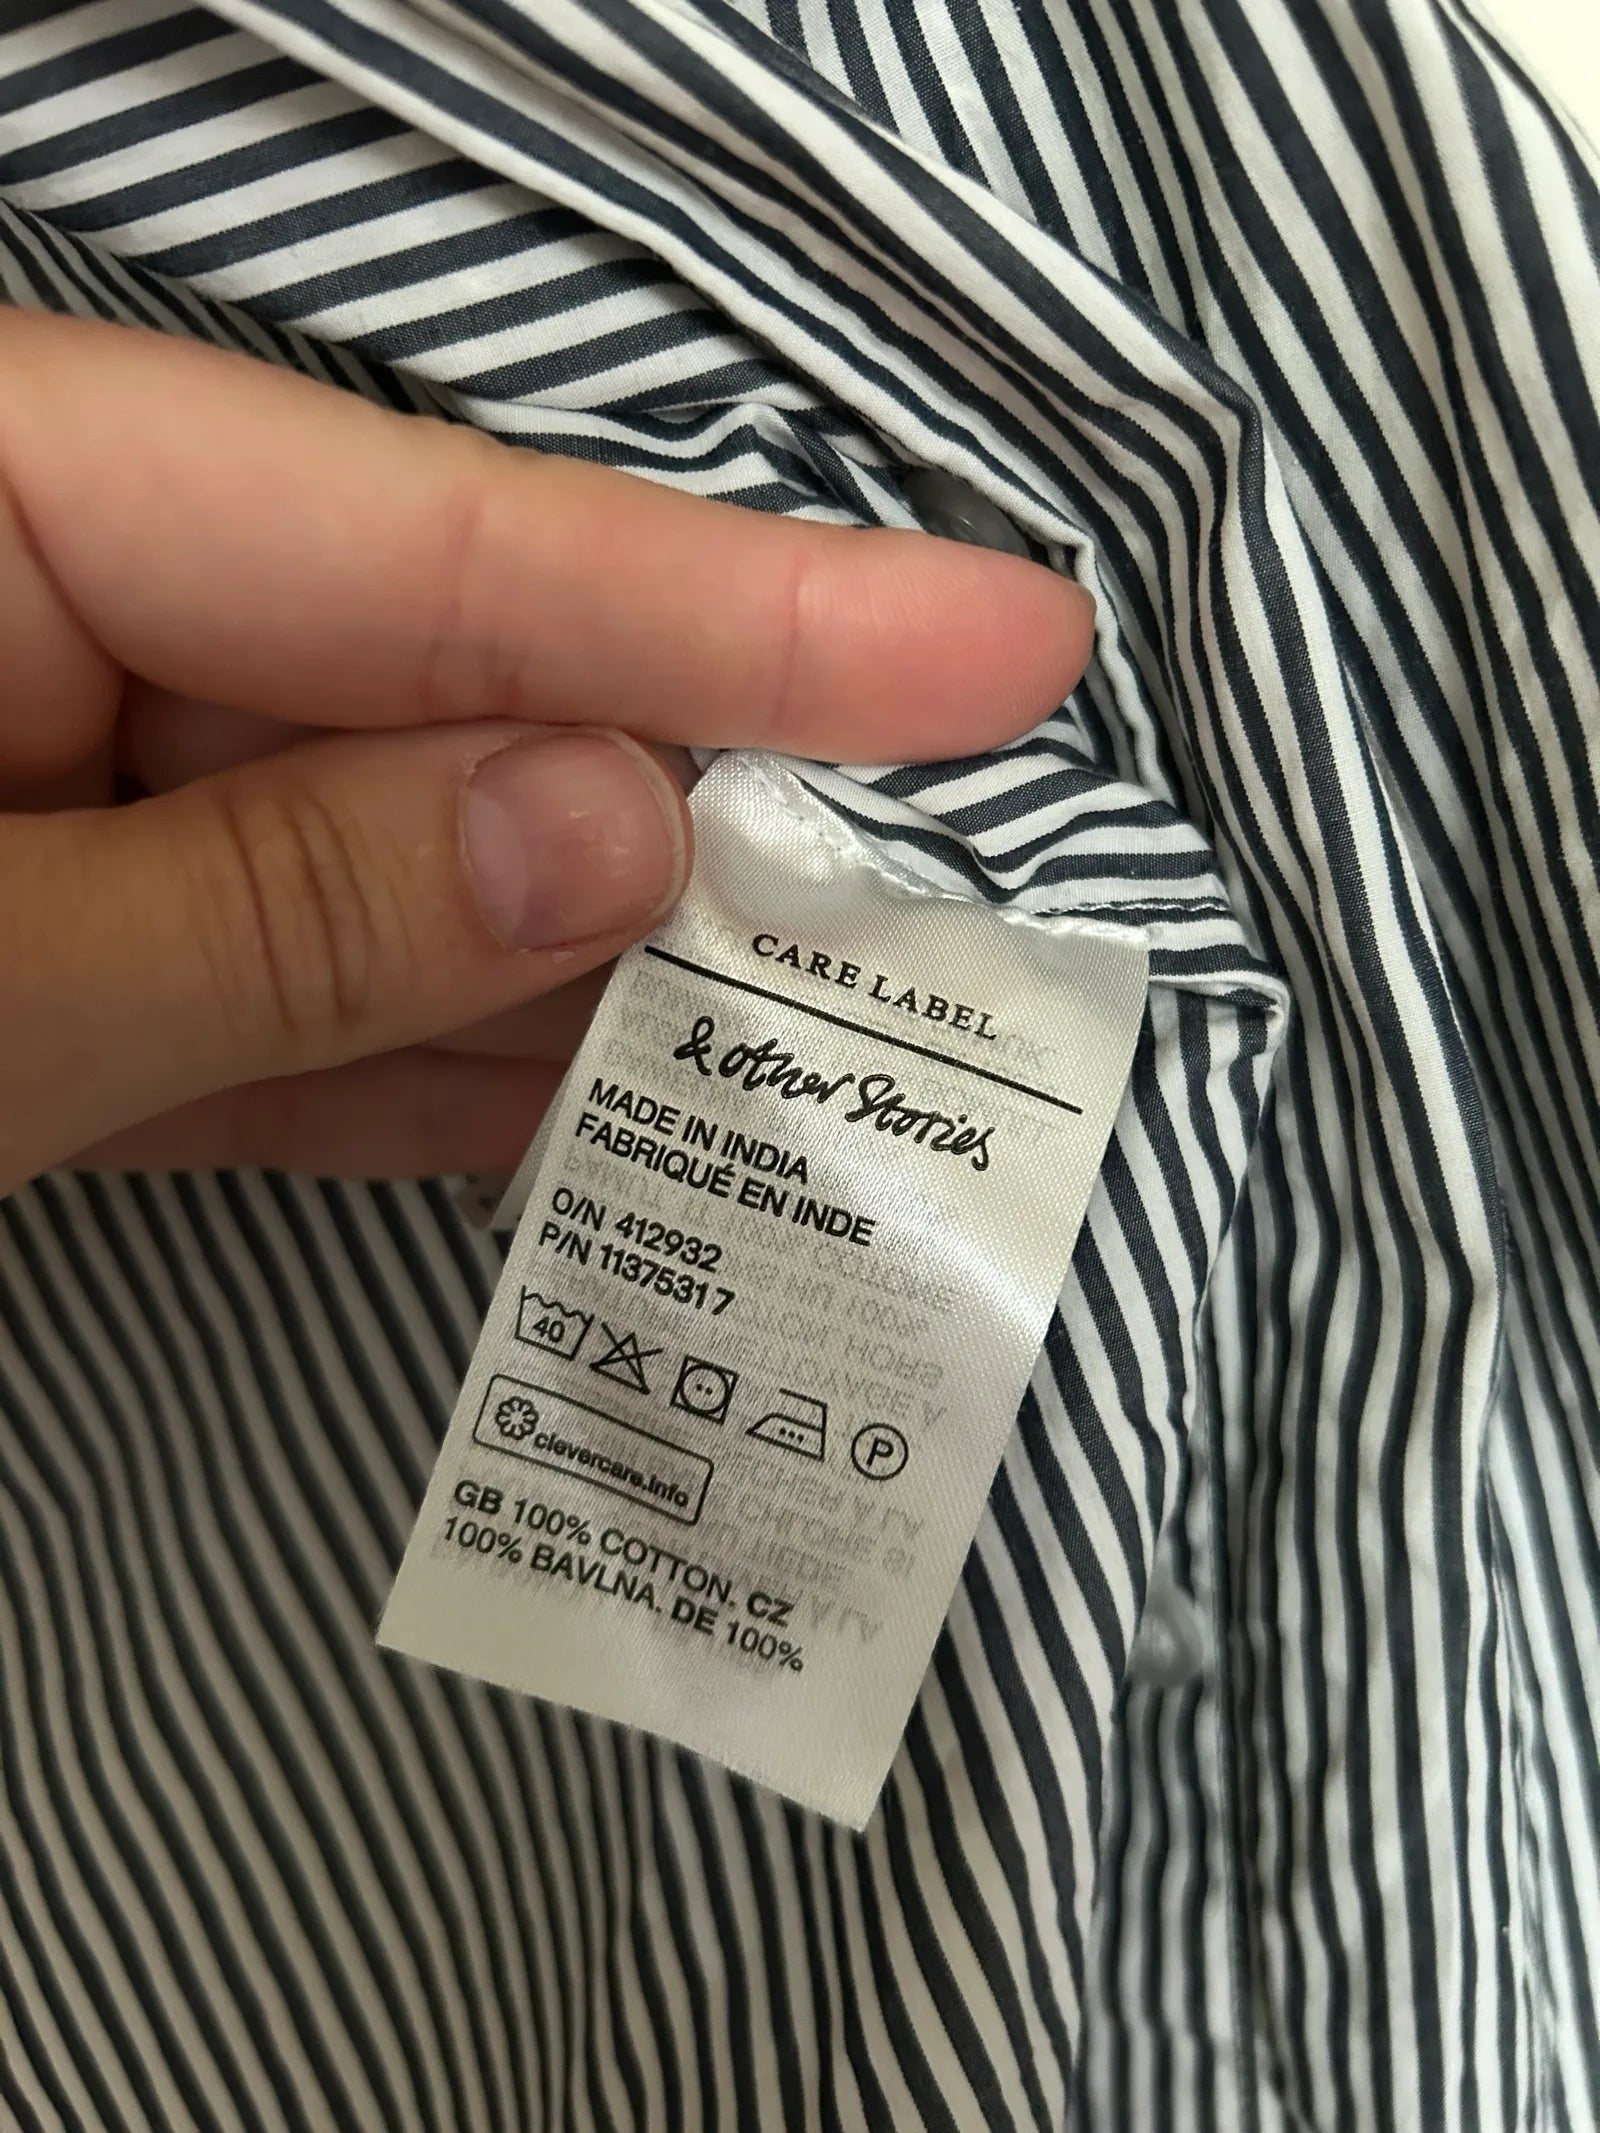 CARE LABEL
& other Stories
MADE IN INDIA
FABRIQUÉ EN INDE
O/N 412932
P/N 11375317
40
P
clevercare.info
GB 100% COTTON. CZ
100% BAVLNA. DE 100%